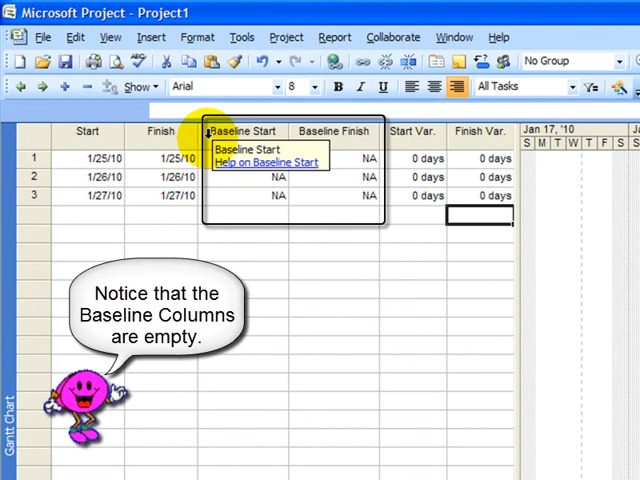 Microsoft Project - Project1
File Edit View Insert Format Tools Project Report Collaborate Window Help
No Group
Show Arial 8 B I U All Tasks
Start Finish Baseline Start Baseline Finish Start Var. Finish Var. Jan 17, '10
S M T W T F S S
Baseline Start
Help on Baseline Start
1 1/25/10 1/25/10 NA 0 days 0 days
2 1/26/10 1/26/10 NA NA 0 days 0 days
3 1/27/10 1/27/10 NA NA 0 days 0 days
Notice that the
Baseline Columns
are empty.
Gantt Chart